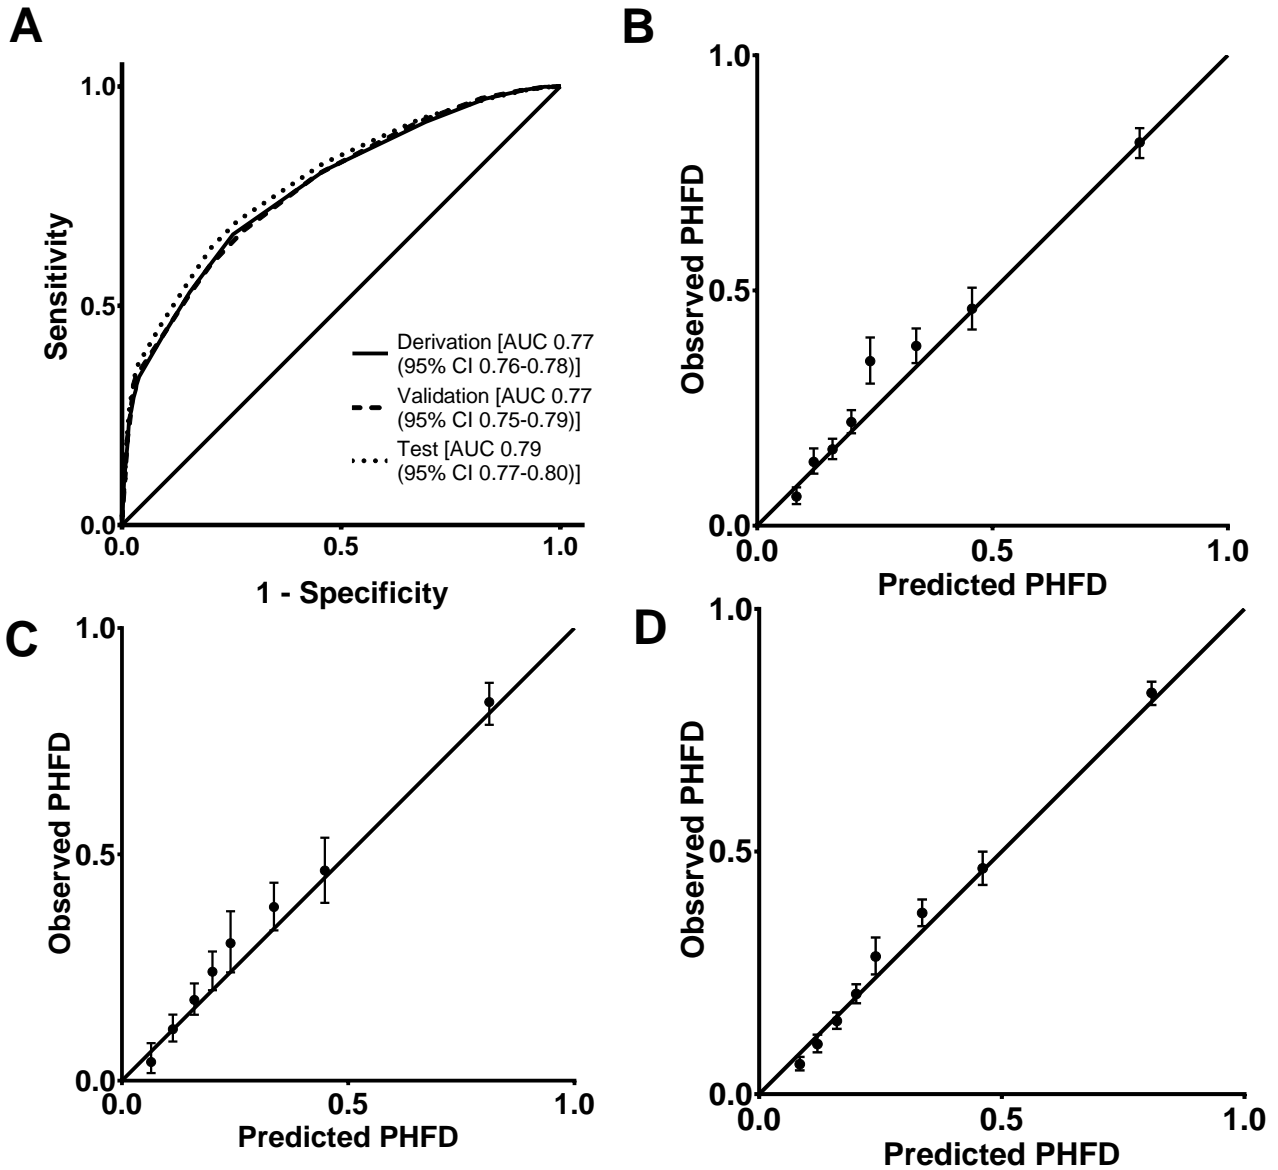 A
1.0
0.5
0.0
0.0 0.5 1.0
Sensitivity
1 - Specificity
Derivation [AUC 0.77
(95% CI 0.76-0.78)]
Validation [AUC 0.77
(95% CI 0.75-0.79)]
Test [AUC 0.79
(95% CI 0.77-0.80)]
B
1.0
0.5
0.0
0.0 0.5 1.0
Observed PHFD
Predicted PHFD
C
1.0
0.5
0.0
0.0 0.5 1.0
Observed PHFD
Predicted PHFD
D
1.0
0.5
0.0
0.0 0.5 1.0
Observed PHFD
Predicted PHFD